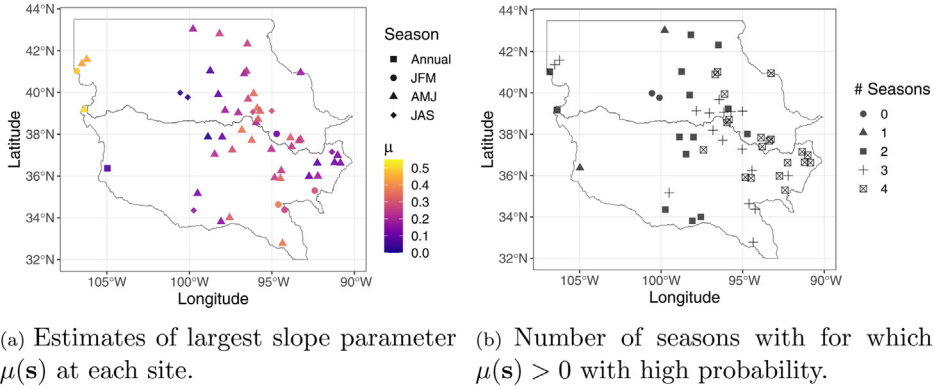 44°N
42°N
40°N
38°N
36°N
34°N
32°N
Latitude
105°W 100°W 95°W 90°W
Longitude
Season
Annual
JFM
AMJ
JAS
μ
0.5
0.4
0.3
0.2
0.1
0.0
44°N
42°N
40°N
38°N
36°N
34°N
32°N
Latitude
105°W 100°W 95°W 90°W
Longitude
# Seasons
0
1
2
3
4
(a) Estimates of largest slope parameter
μ(s) at each site.
(b) Number of seasons with for which
μ(s) > 0 with high probability.